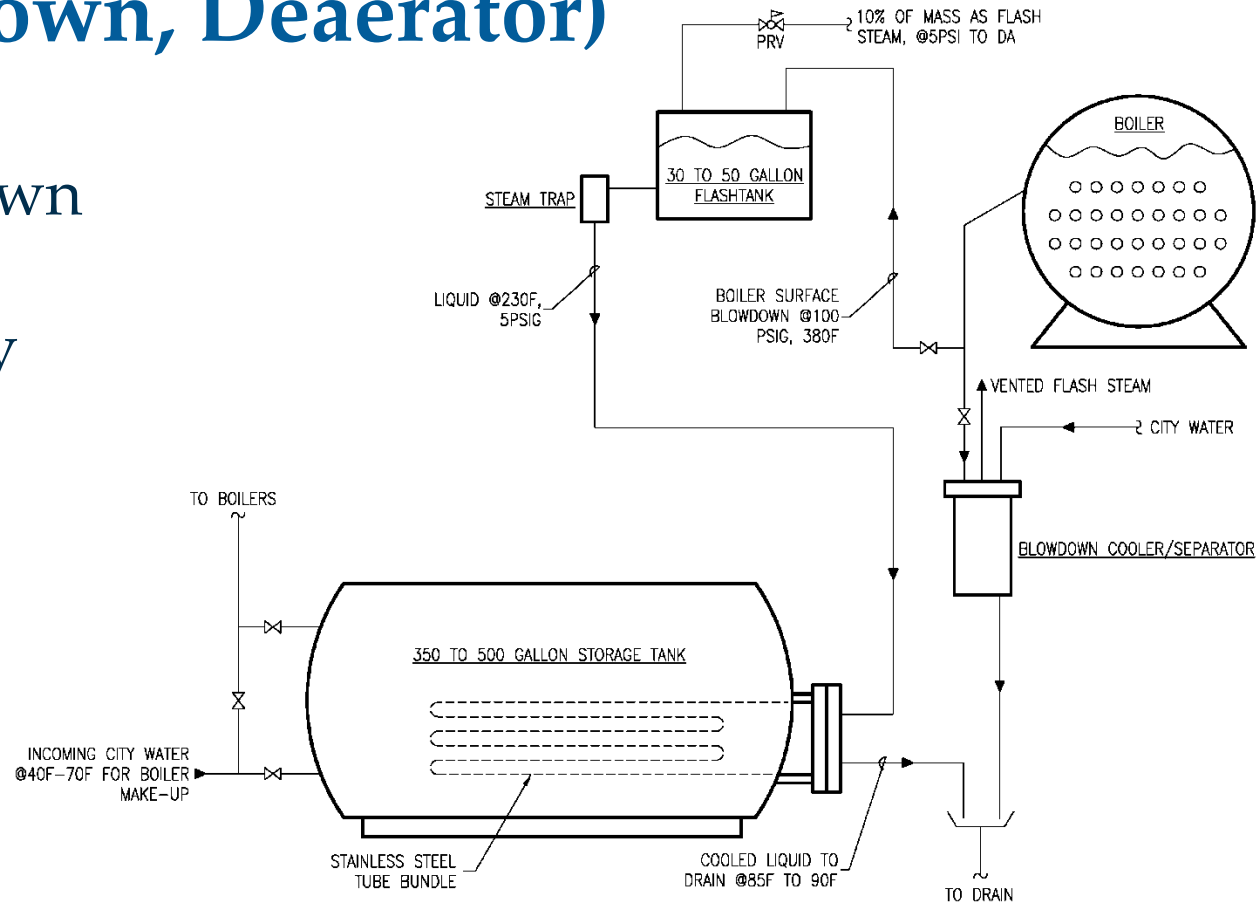 own, Deaerator)
wn
y
10% OF MASS AS FLASH
STEAM, @5PSI TO DA
PRV
BOILER
30 TO 50 GALLON
FLASHTANK
STEAM TRAP
LIQUID @230F,
5PSIG
BOILER SURFACE
BLOWDOWN @100
PSIG, 380F
VENTED FLASH STEAM
CITY WATER
TO BOILERS
BLOWDOWN COOLER/SEPARATOR
350 TO 500 GALLON STORAGE TANK
INCOMING CITY WATER
@40F-70F FOR BOILER
MAKE-UP
STAINLESS STEEL
TUBE BUNDLE
COOLED LIQUID TO
DRAIN @85F TO 90F
TO DRAIN